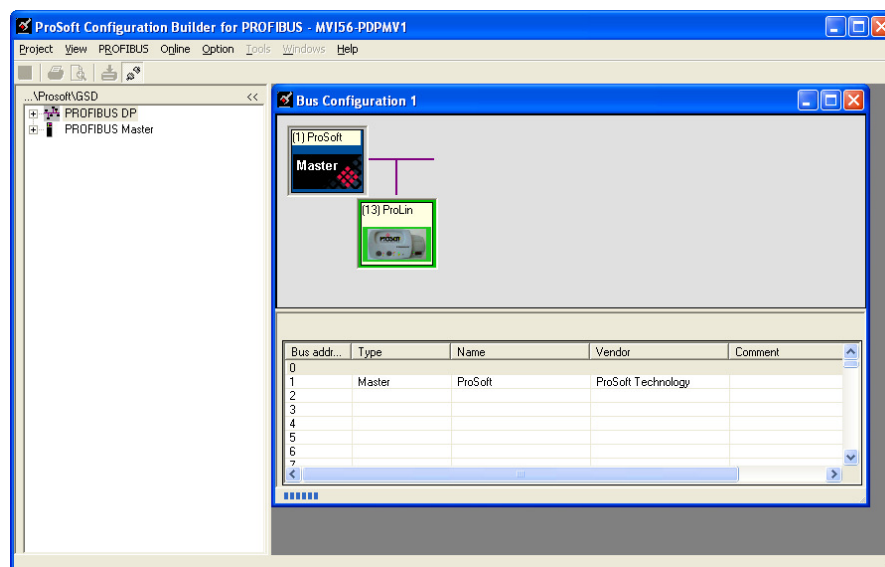 ProSoft Configuration Builder for PROFIBUS - MVI56-PDPMV1
Project View PROFIBUS Online Option Tools Windows Help
...\Prosoft\GSD <<
PROFIBUS DP
PROFIBUS Master
Bus Configuration 1
(1) ProSoft
Master
(13) ProLin
Bus addr... Type Name Vendor Comment
0
1 Master ProSoft ProSoft Technology
2
3
4
5
6
7